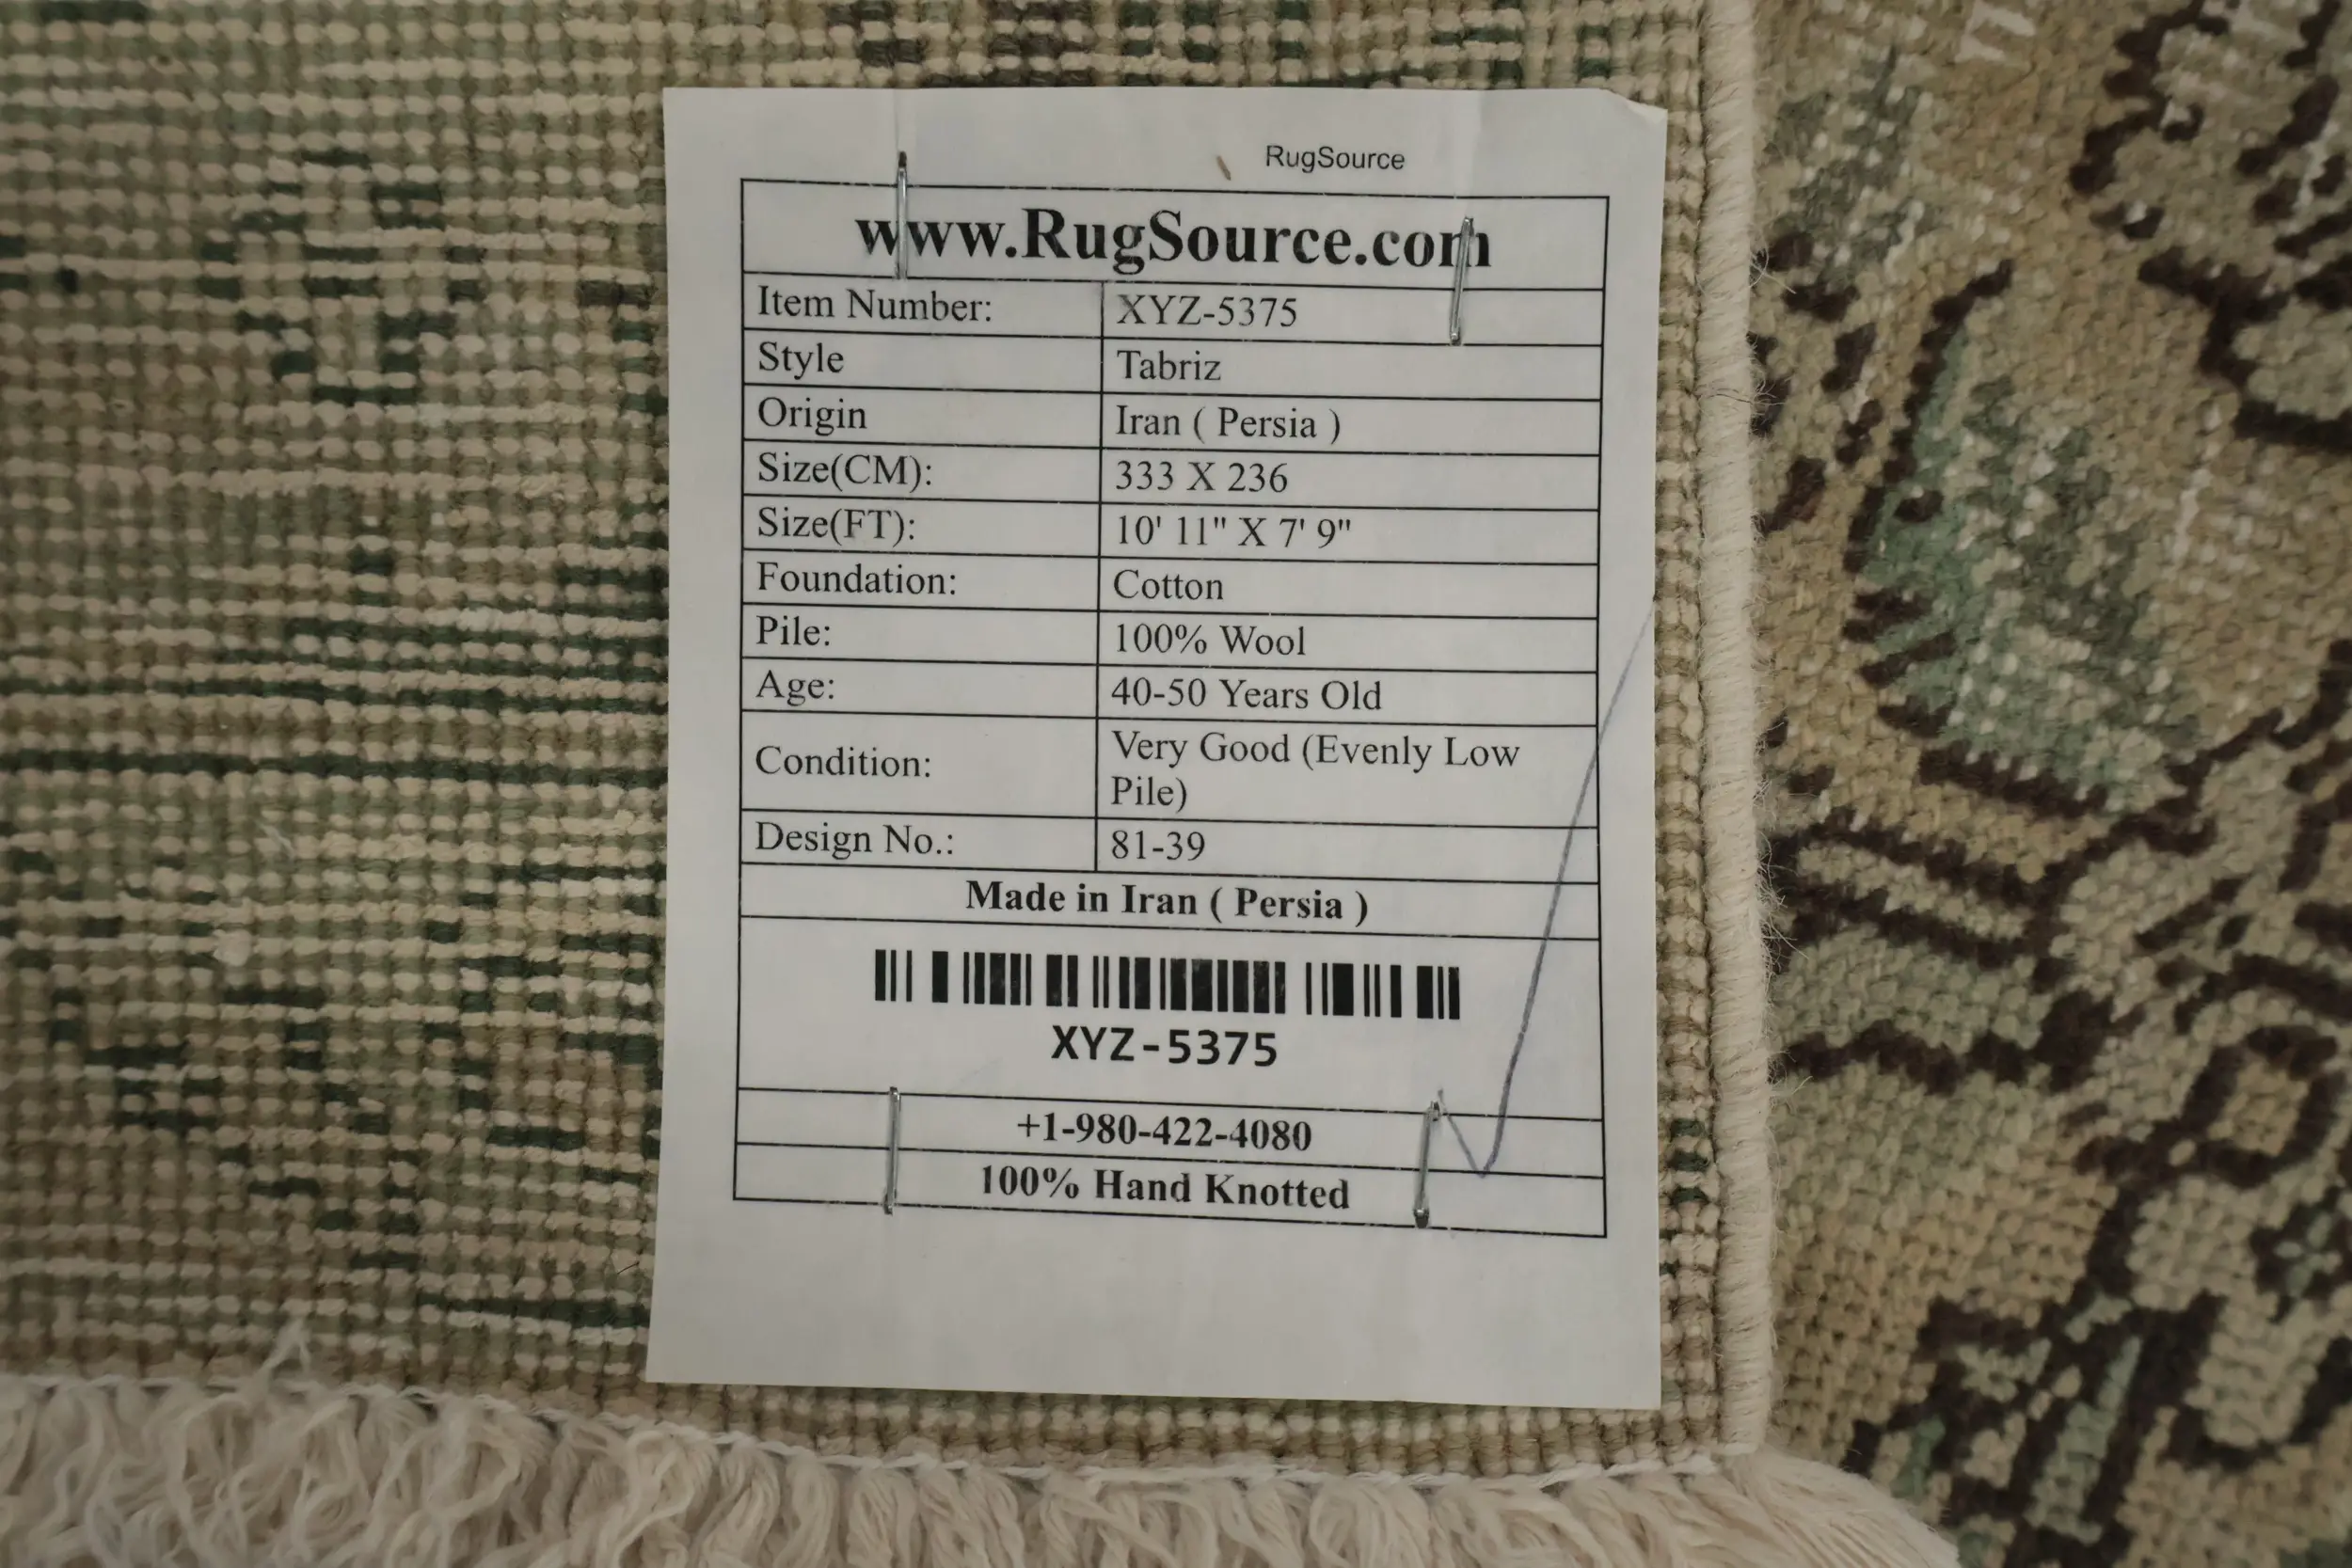 RugSource
www.RugSource.com
Item Number: XYZ-5375
Style Tabriz
Origin Iran ( Persia )
Size(CM): 333 X 236
Size(FT): 10' 11" X 7' 9"
Foundation: Cotton
Pile: 100% Wool
Age: 40-50 Years Old
Condition: Very Good (Evenly Low
Pile)
Design No.: 81-39
Made in Iran ( Persia )
XYZ-5375
+1-980-422-4080
100% Hand Knotted